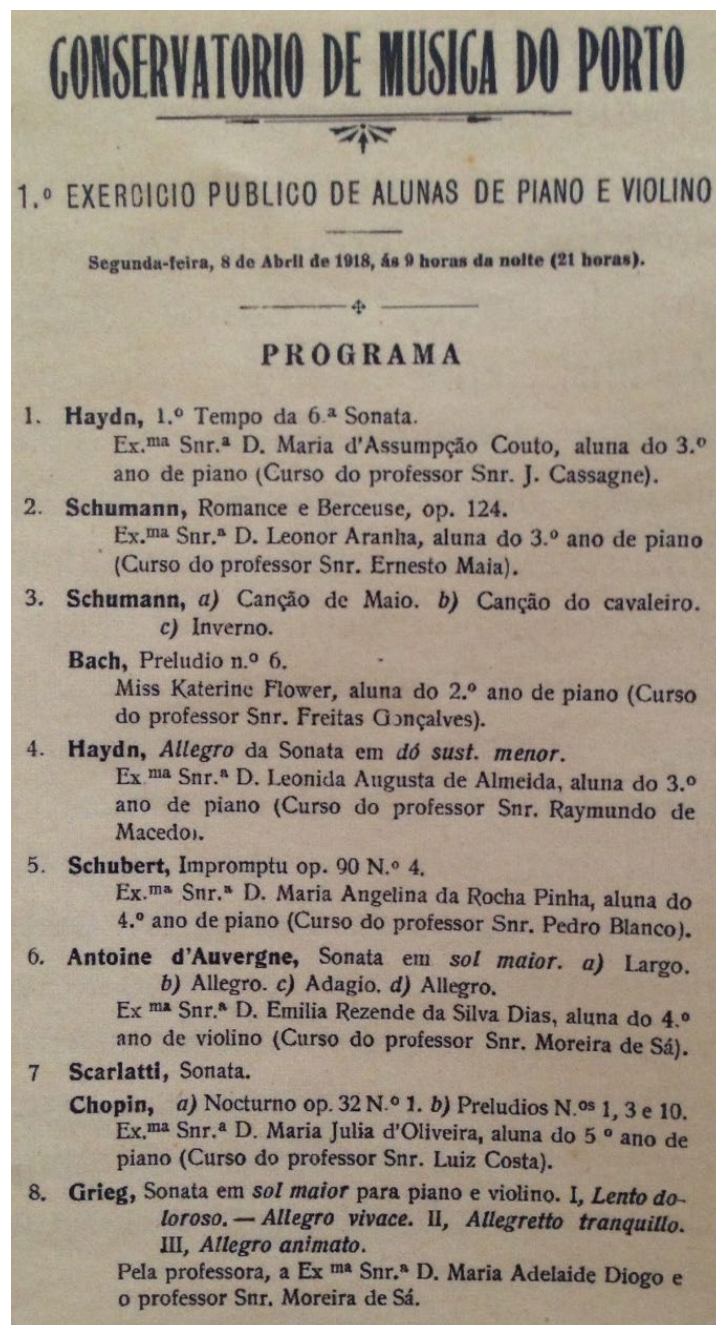 CONSERVATORIO DE MUSICA DO PORTO
1.º EXERCICIO PUBLICO DE ALUNAS DE PIANO E VIOLINO
Segunda-feira, 8 de Abril de 1918, ás 9 horas da noite (21 horas).
PROGRAMA
1. Haydn, 1.º Tempo da 6.ª Sonata.
Ex.ma Snr.ª D. Maria d'Assumpção Couto, aluna do 3.º
ano de piano (Curso do professor Snr. J. Cassagne).
2. Schumann, Romance e Berceuse, op. 124.
Ex.ma Snr.ª D. Leonor Aranha, aluna do 3.º ano de piano
(Curso do professor Snr. Ernesto Maia).
3. Schumann, a) Canção de Maio. b) Canção do cavaleiro.
c) Inverno.
Bach, Preludio n.º 6.
Miss Katerine Flower, aluna do 2.º ano de piano (Curso
do professor Snr. Freitas Gonçalves).
4. Haydn, Allegro da Sonata em dó sust. menor.
Ex.ma Snr.ª D. Leonida Augusta de Almeida, aluna do 3.º
ano de piano (Curso do professor Snr. Raymundo de
Macedo).
5. Schubert, Impromptu op. 90 N.º 4.
Ex.ma Snr.ª D. Maria Angelina da Rocha Pinha, aluna do
4.º ano de piano (Curso do professor Snr. Pedro Blanco).
6. Antoine d'Auvergne, Sonata em sol maior. a) Largo.
b) Allegro. c) Adagio. d) Allegro.
Ex ma Snr.ª D. Emilia Rezende da Silva Dias, aluna do 4.º
ano de violino (Curso do professor Snr. Moreira de Sá).
7 Scarlatti, Sonata.
Chopin, a) Nocturno op. 32 N.º 1. b) Preludios N.os 1, 3 e 10.
Ex.ma Snr.ª D. Maria Julia d'Oliveira, aluna do 5 º ano de
piano (Curso do professor Snr. Luiz Costa).
8. Grieg, Sonata em sol maior para piano e violino. I, Lento do-
loroso. — Allegro vivace. II, Allegretto tranquillo.
III, Allegro animato.
Pela professora, a Ex ma Snr.ª D. Maria Adelaide Diogo e
o professor Snr. Moreira de Sá.